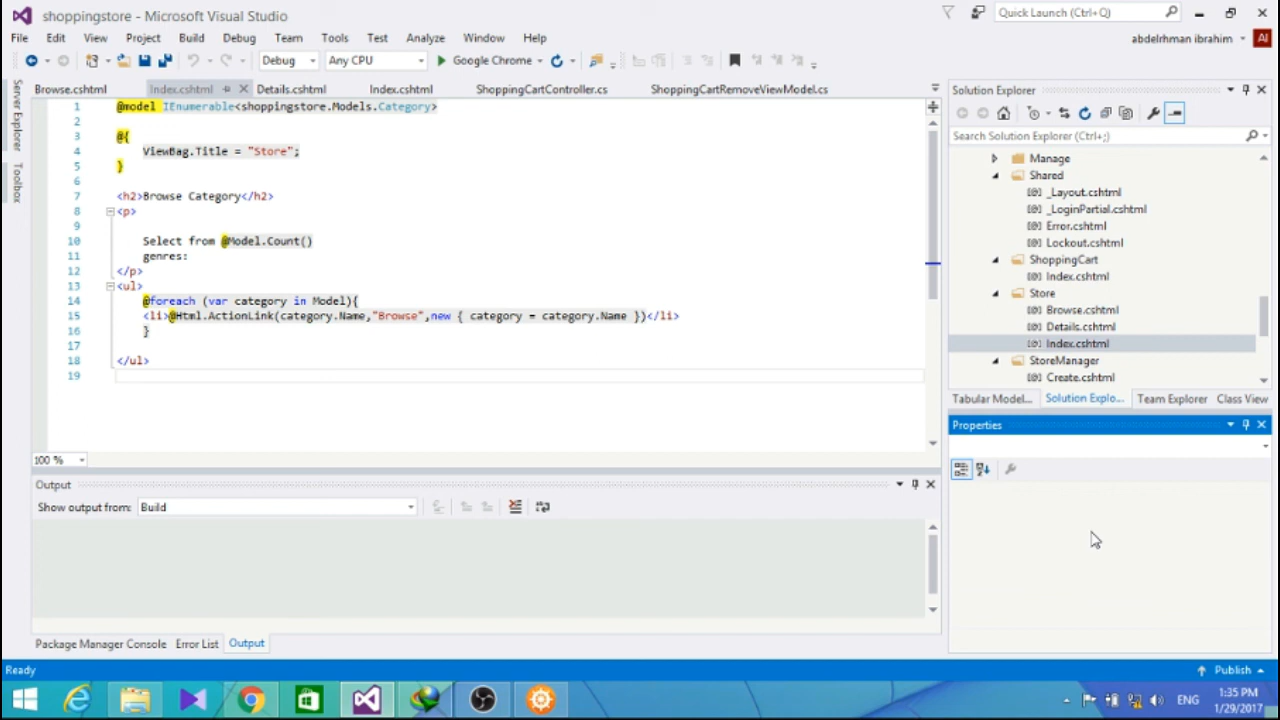 shoppingstore - Microsoft Visual Studio
Quick Launch (Ctrl+Q)
File Edit View Project Build Debug Team Tools Test Analyze Window Help
abdelrhman ibrahim AI
Debug Any CPU Google Chrome
Server Explorer
Toolbox
Browse.cshtml Index.cshtml Details.cshtml Index.cshtml ShoppingCartController.cs ShoppingCartRemoveViewModel.cs
1 @model IEnumerable<shoppingstore.Models.Category>
2
3 @{
4 ViewBag.Title = "Store";
5 }
6
7 <h2>Browse Category</h2>
8 <p>
9
10 Select from @Model.Count()
11 genres:
12 </p>
13 <ul>
14 @foreach (var category in Model){
15 <li>@Html.ActionLink(category.Name,"Browse",new { category = category.Name })</li>
16 }
17
18 </ul>
19
100 %
Output
Show output from: Build
Package Manager Console Error List Output
Solution Explorer
Search Solution Explorer (Ctrl+;)
Manage
Shared
_Layout.cshtml
_LoginPartial.cshtml
Error.cshtml
Lockout.cshtml
ShoppingCart
Index.cshtml
Store
Browse.cshtml
Details.cshtml
Index.cshtml
StoreManager
Create.cshtml
Tabular Model... Solution Explo... Team Explorer Class View
Properties
Ready
Publish
ENG
1:35 PM
1/29/2017